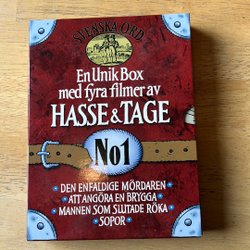 SVENSKA ORD
En Unik Box
med fyra filmer av
HASSE & TAGE
No1
• DEN ENFALDIGE MÖRDAREN
• ATT ANGÖRA EN BRYGGA •
MANNEN SOM SLUTADE RÖKA •
• SOPOR •